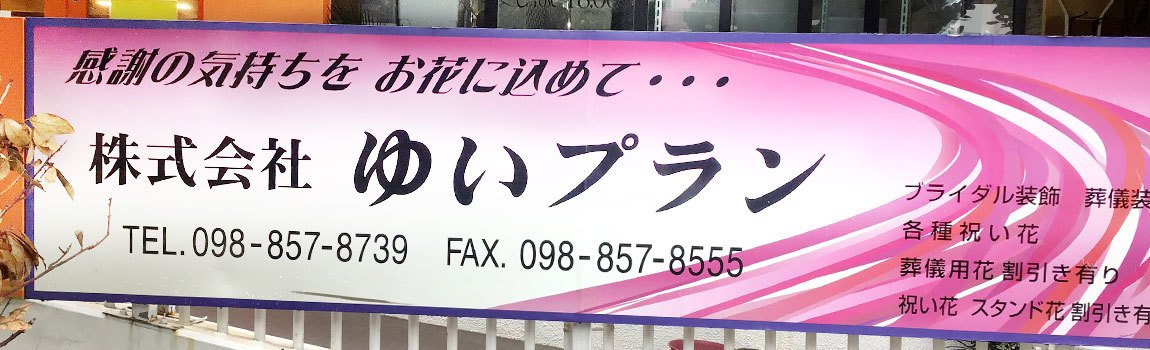 感謝の気持ちを お花に込めて・・・
株式会社 ゆいプラン
TEL. 098-857-8739 FAX. 098-857-8555
ブライダル装飾 葬儀装
各種祝い花
葬儀用花 割引き有り
祝い花 スタンド花 割引き有